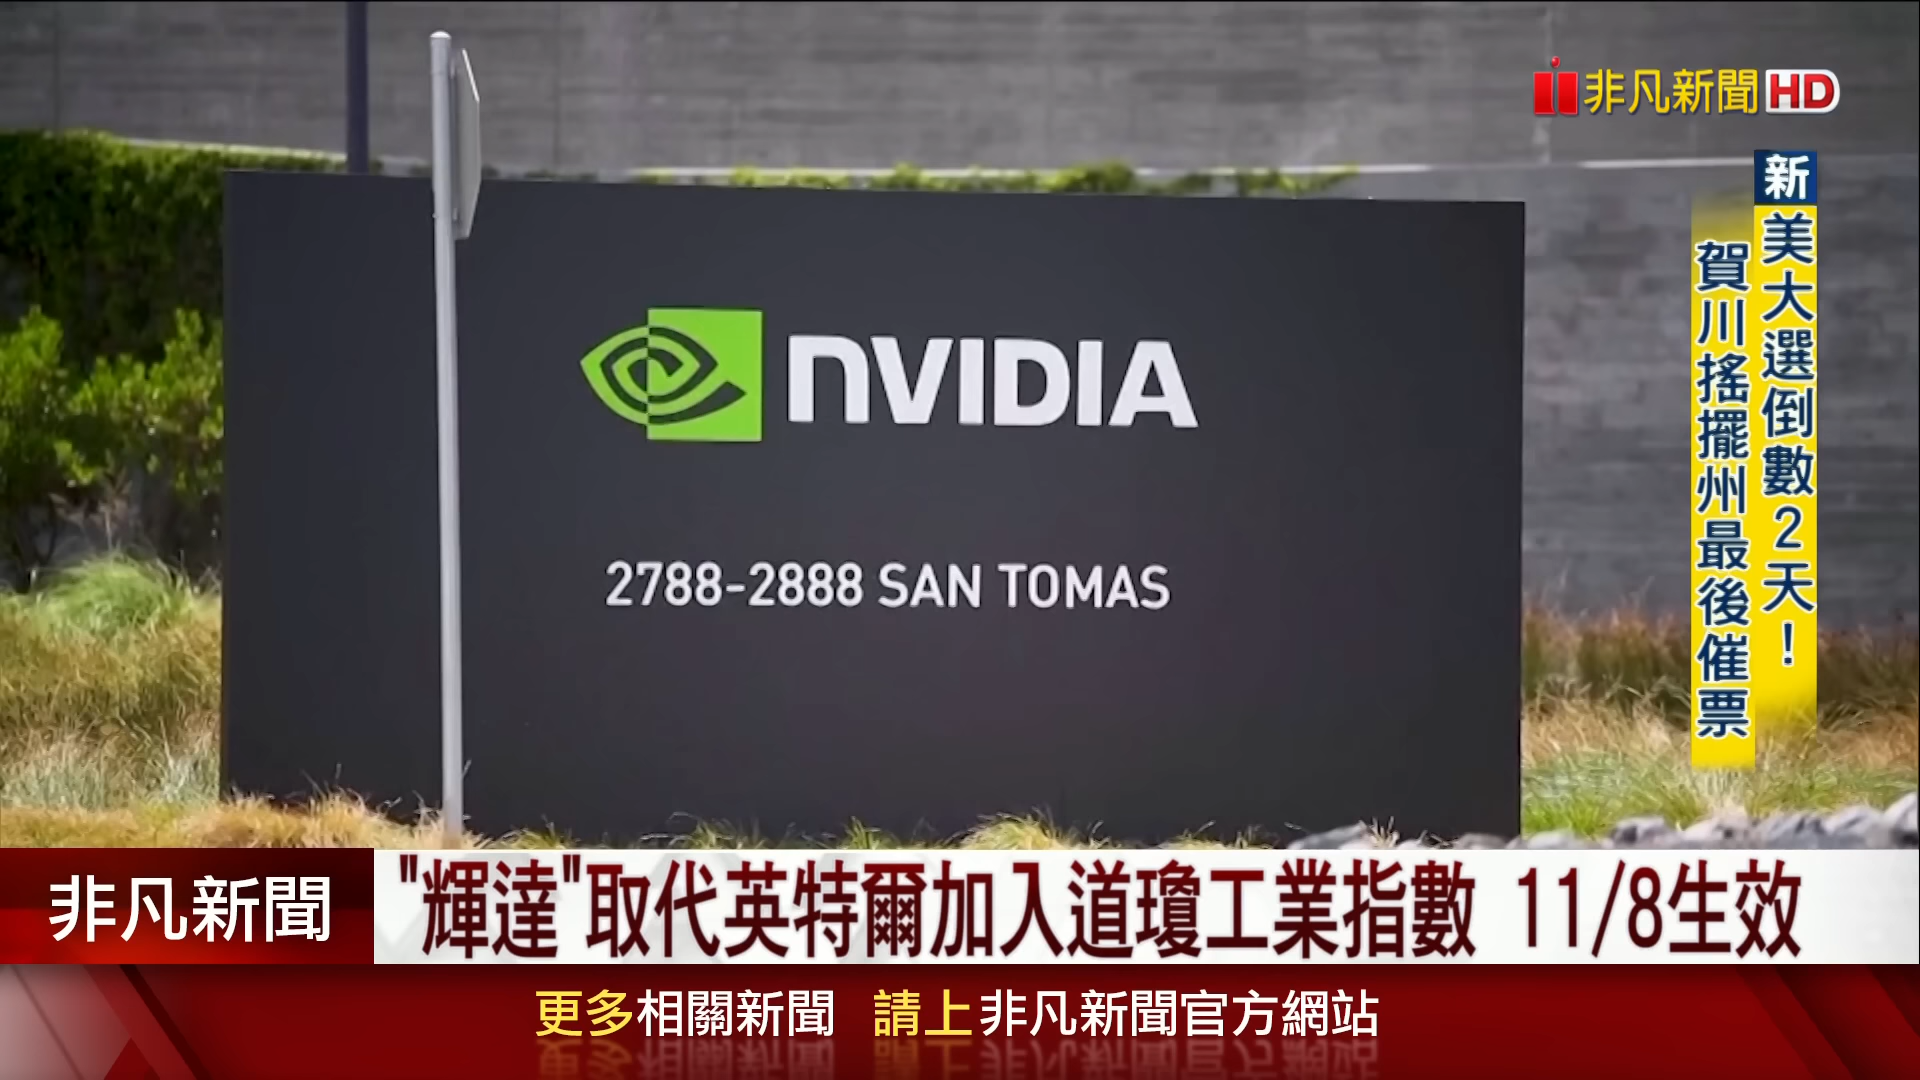 非凡新聞HD
新
美大選倒數2天！
賀川搖擺州最後催票
NVIDIA
2788-2888 SAN TOMAS
非凡新聞
"輝達"取代英特爾加入道瓊工業指數 11/8生效
更多相關新聞 請上非凡新聞官方網站